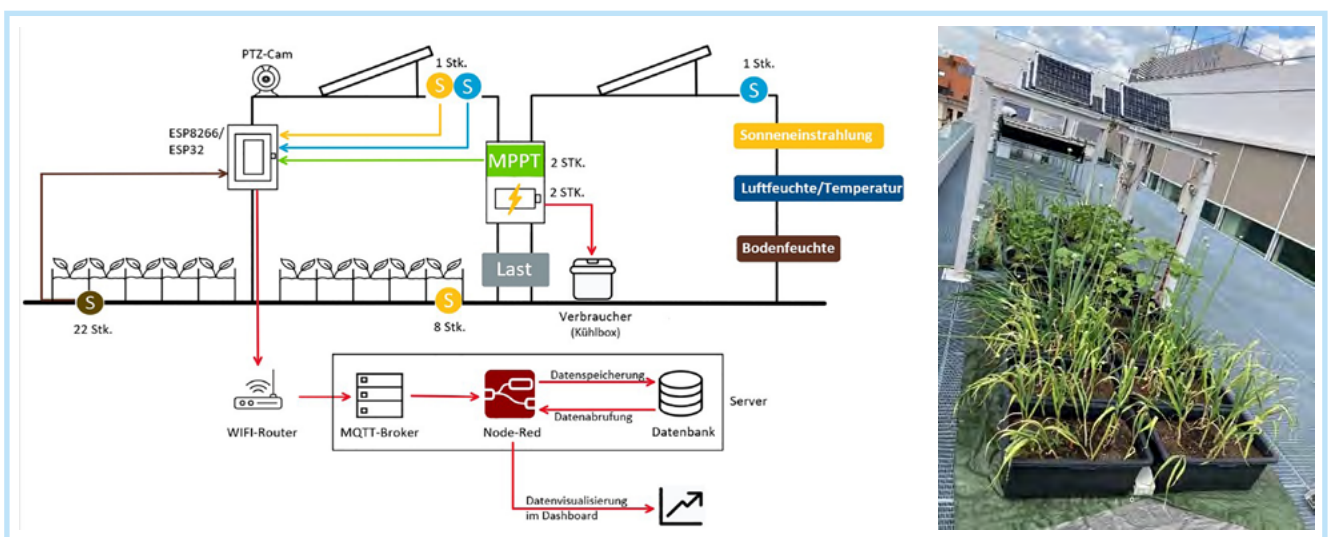 PTZ-Cam
1 Stk.
S
S
1 Stk.
S
ESP8266/
ESP32
Sonneneinstrahlung
MPPT
2 STK.
2 STK.
Luftfeuchte/Temperatur
Bodenfeuchte
Last
S
22 Stk.
S
8 Stk.
Verbraucher
(Kühlbox)
Datenspeicherung
Datenabrufung
Server
WIFI-Router
MQTT-Broker
Node-Red
Datenbank
Datenvisualisierung
im Dashboard